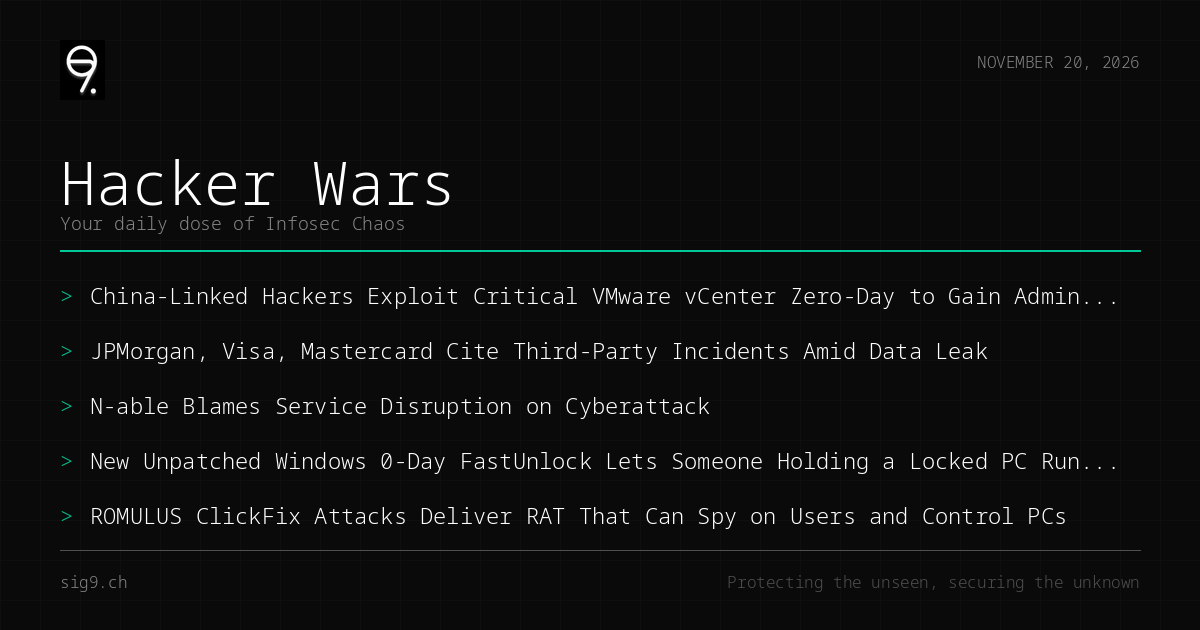 9.
NOVEMBER 20, 2026
Hacker Wars
Your daily dose of Infosec Chaos
> China-Linked Hackers Exploit Critical VMware vCenter Zero-Day to Gain Admin...
> JPMorgan, Visa, Mastercard Cite Third-Party Incidents Amid Data Leak
> N-able Blames Service Disruption on Cyberattack
> New Unpatched Windows 0-Day FastUnlock Lets Someone Holding a Locked PC Run...
> ROMULUS ClickFix Attacks Deliver RAT That Can Spy on Users and Control PCs
sig9.ch
Protecting the unseen, securing the unknown